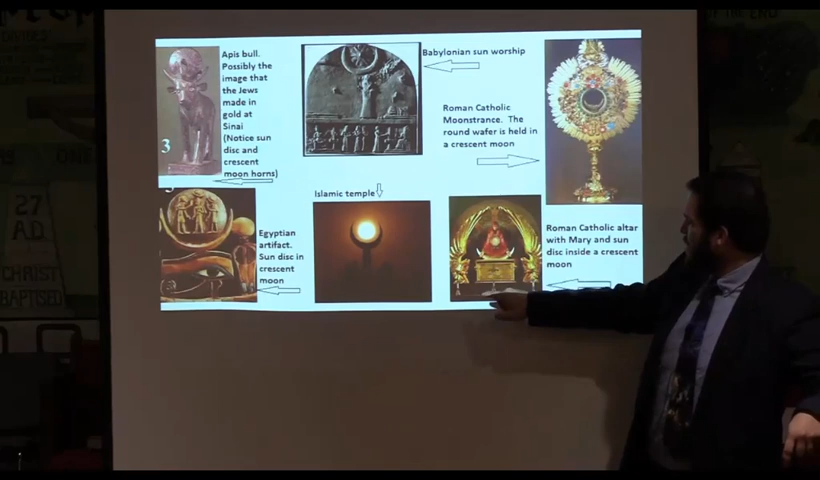 Apis bull.
Possibly the
image that
the Jews
made in
gold at
Sinai
(Notice sun
disc and
crescent
moon horns)
3
Babylonian sun worship
Roman Catholic
Moonstrance. The
round wafer is held in
a crescent moon
Egyptian
artifact.
Sun disc in
crescent
moon
Islamic temple
Roman Catholic altar
with Mary and sun
disc inside a crescent
moon
27
A.D.
CHRIST
BAPTISED